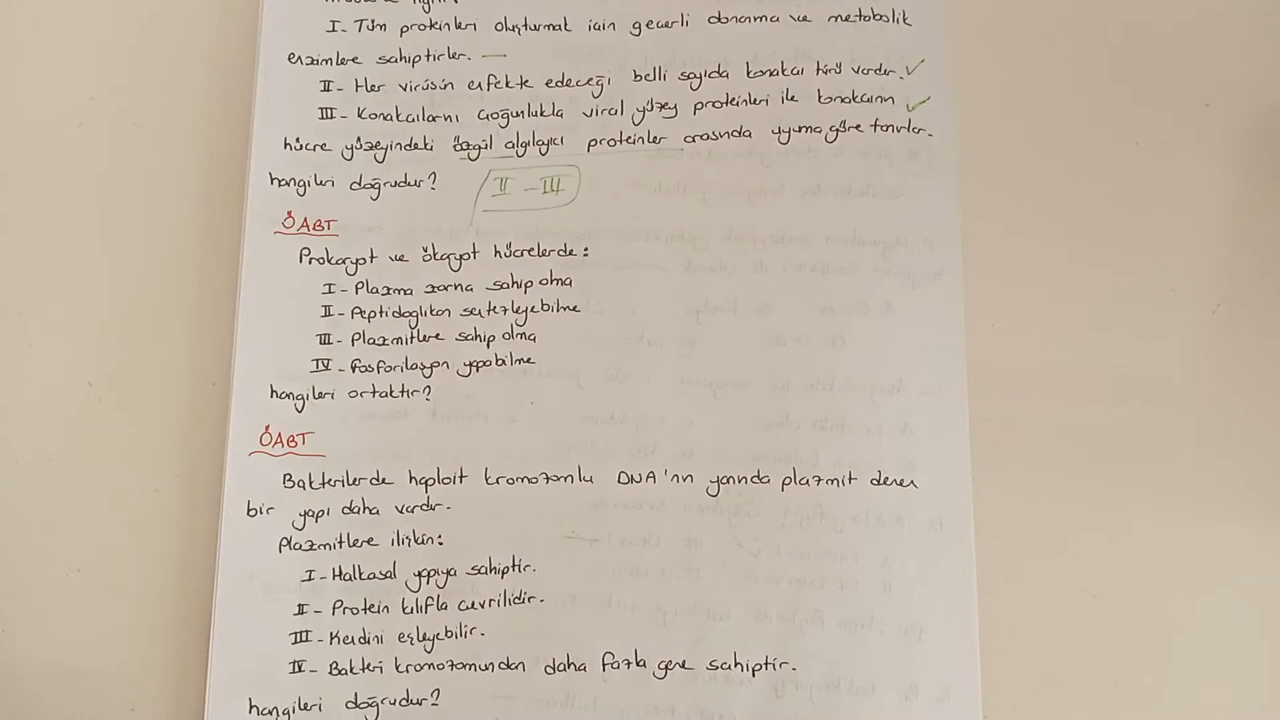 I- Tüm proteinleri oluşturmak için geçerli donanıma ve metobolik
enzimlere sahiptirler. —
II- Her virüsün enfekte edeceği belli sayıda konakçı türü vardır. ✓
III- Konakçılarını çoğunlukla viral yüzey proteinleri ile konakçının ✓
hücre yüzeyindeki özgül algılayıcı proteinler arasında uyuma göre tanırlar.
hangileri doğrudur? II - III
ÖABT
Prokaryot ve ökaryot hücrelerde:
I- Plazma zarına sahip olma
II- Peptidoglikan sentezleyebilme
III- Plazmitlere sahip olma
IV- Fosforilasyon yapabilme
hangileri ortaktır?
ÖABT
Bakterilerde haploit kromozomlu DNA'nın yanında plazmit denen
bir yapı daha vardır.
Plazmitlere ilişkin:
I- Halkasal yapıya sahiptir.
II- Protein kılıfla çevrilidir.
III- Kendini eşleyebilir.
IV- Bakteri kromozomundan daha fazla gene sahiptir.
hangileri doğrudur?